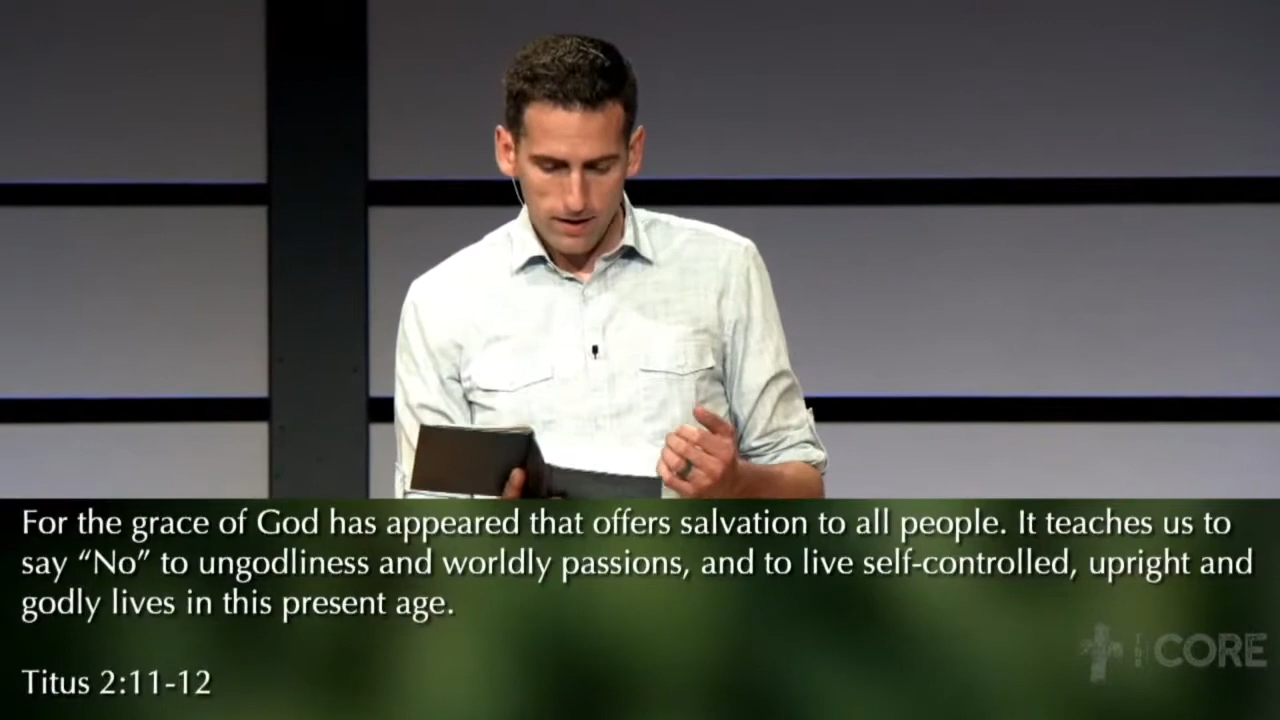 For the grace of God has appeared that offers salvation to all people. It teaches us to
say “No” to ungodliness and worldly passions, and to live self-controlled, upright and
godly lives in this present age.
Titus 2:11-12
THE CORE